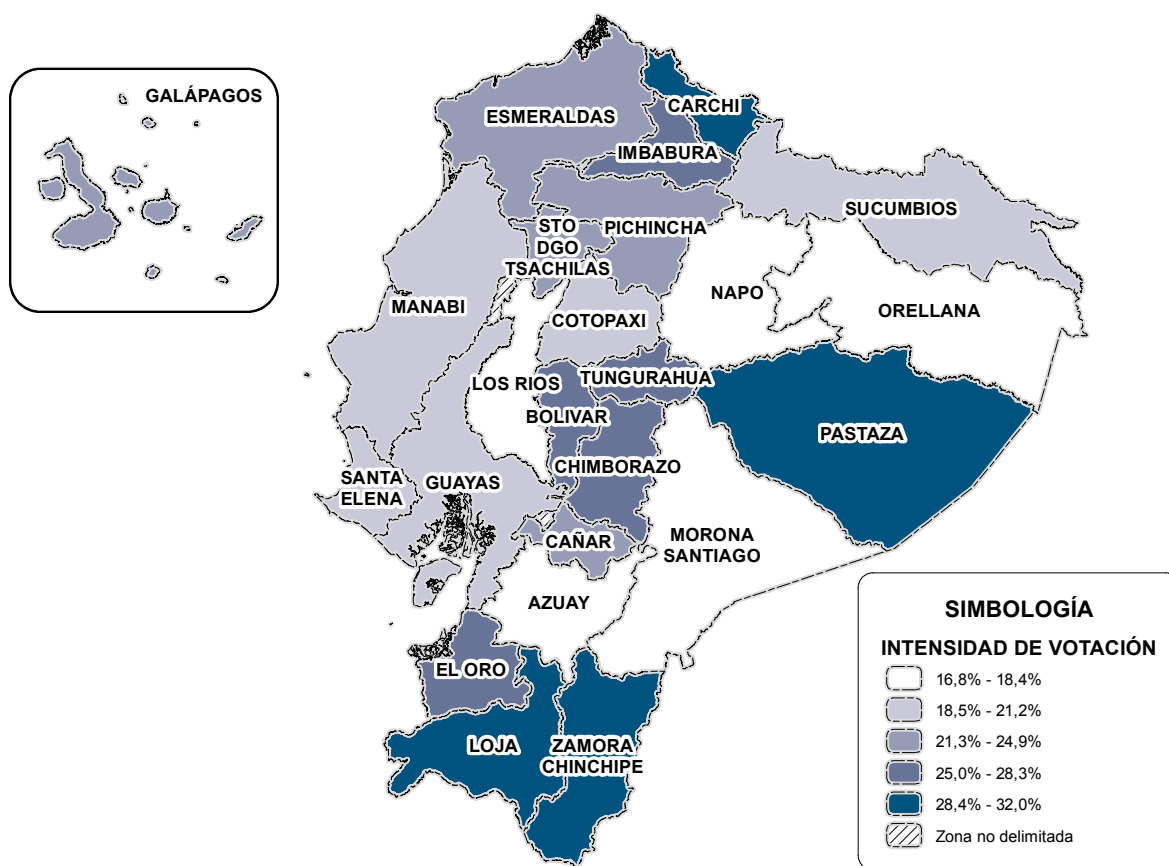 GALÁPAGOS
ESMERALDAS
CARCHI
IMBABURA
SUCUMBIOS
STO
DGO
TSACHILAS
PICHINCHA
NAPO
ORELLANA
MANABI
COTOPAXI
LOS RIOS
TUNGURAHUA
BOLIVAR
PASTAZA
CHIMBORAZO
SANTA
ELENA
GUAYAS
MORONA
SANTIAGO
CAÑAR
AZUAY
EL ORO
LOJA
ZAMORA
CHINCHIPE
SIMBOLOGÍA
INTENSIDAD DE VOTACIÓN
16,8% - 18,4%
18,5% - 21,2%
21,3% - 24,9%
25,0% - 28,3%
28,4% - 32,0%
Zona no delimitada